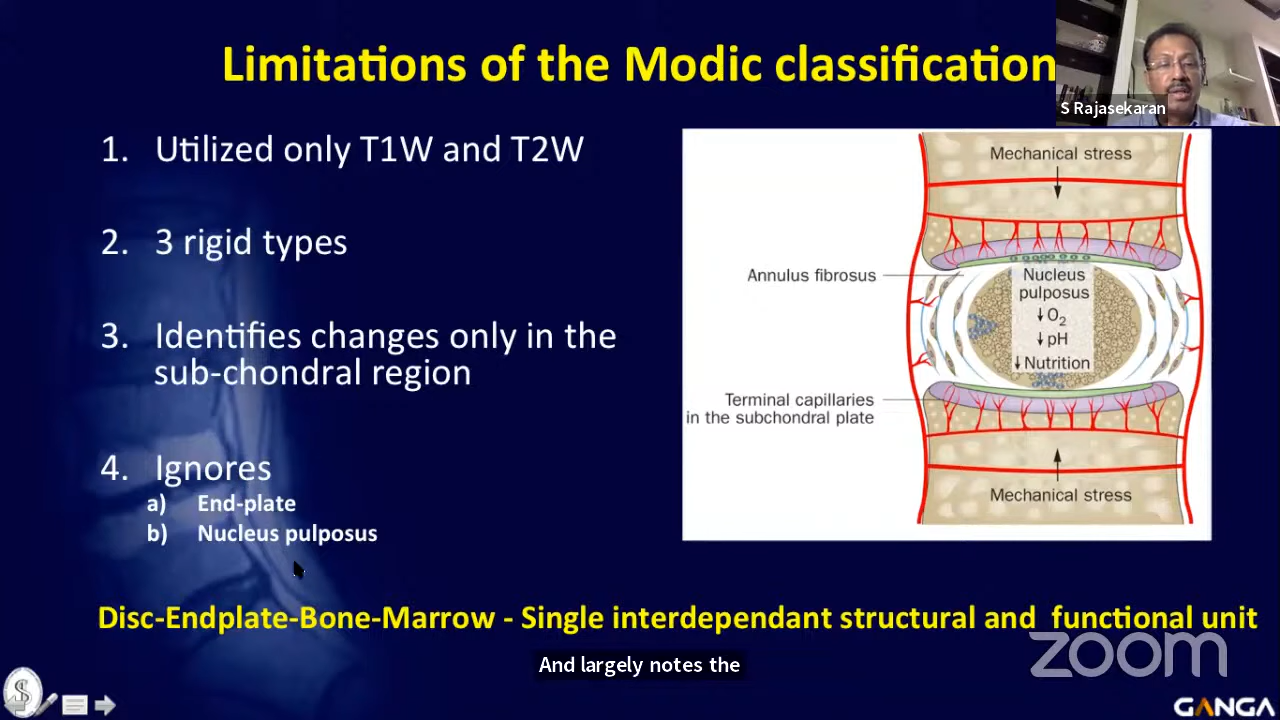 Limitations of the Modic classification
S Rajasekaran
1. Utilized only T1W and T2W
2. 3 rigid types
3. Identifies changes only in the
sub-chondral region
4. Ignores
a) End-plate
b) Nucleus pulposus
Mechanical stress
Annulus fibrosus
Nucleus
pulposus
↓O₂
↓pH
↓Nutrition
Terminal capillaries
in the subchondral plate
Mechanical stress
Disc-Endplate-Bone-Marrow - Single interdependant structural and functional unit
And largely notes the
zoom
GANGA